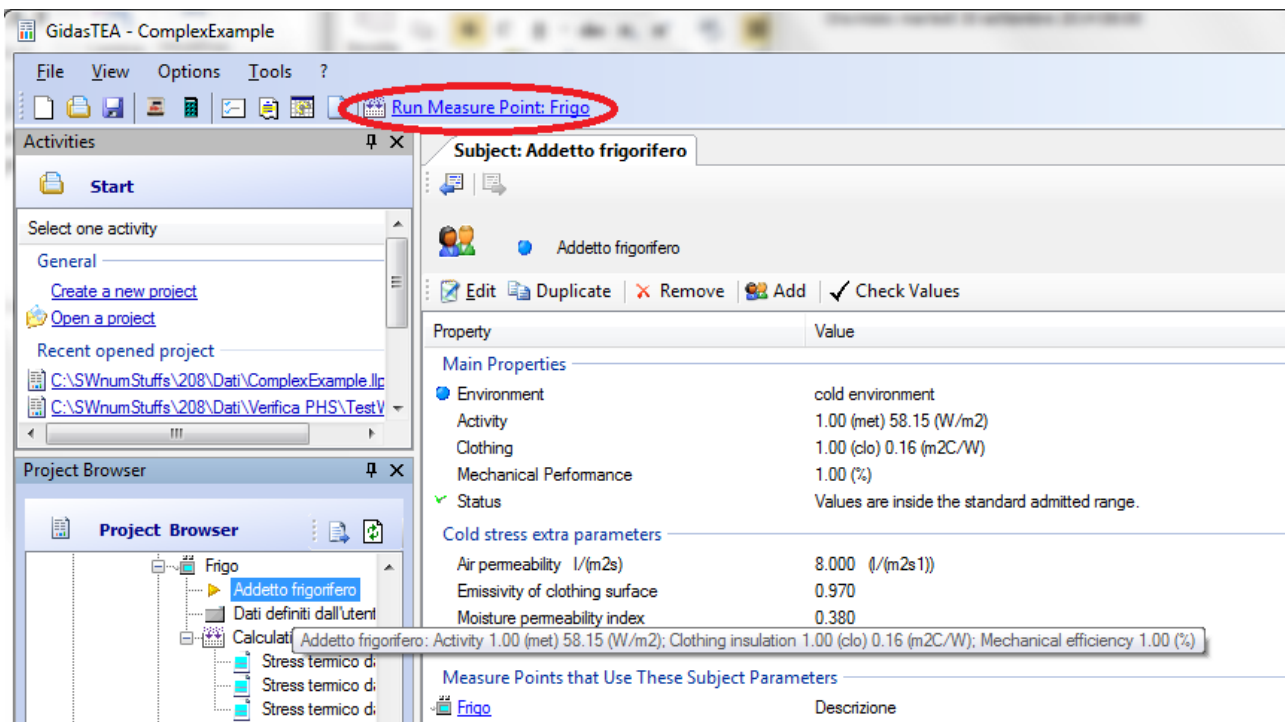 GidasTEA - ComplexExample
File View Options Tools ?
Run Measure Point: Frigo
Activities
Start
Select one activity
General
Create a new project
Open a project
Recent opened project
C:\SWnumStuffs\208\Dati\ComplexExample.llp
C:\SWnumStuffs\208\Dati\Verifica PHS\TestV
Project Browser
Project Browser
Frigo
Addetto frigorifero
Dati definiti dall'utent
Calculati
Stress termico da
Stress termico da
Stress termico da
Subject: Addetto frigorifero
Addetto frigorifero
Edit Duplicate Remove Add Check Values
Property Value
Main Properties
Environment cold environment
Activity 1.00 (met) 58.15 (W/m2)
Clothing 1.00 (clo) 0.16 (m2C/W)
Mechanical Performance 1.00 (%)
Status Values are inside the standard admitted range.
Cold stress extra parameters
Air permeability l/(m2s) 8.000 (l/(m2s1))
Emissivity of clothing surface 0.970
Moisture permeability index 0.380
Addetto frigorifero: Activity 1.00 (met) 58.15 (W/m2); Clothing insulation 1.00 (clo) 0.16 (m2C/W); Mechanical efficiency 1.00 (%)
Measure Points that Use These Subject Parameters
Frigo Descrizione